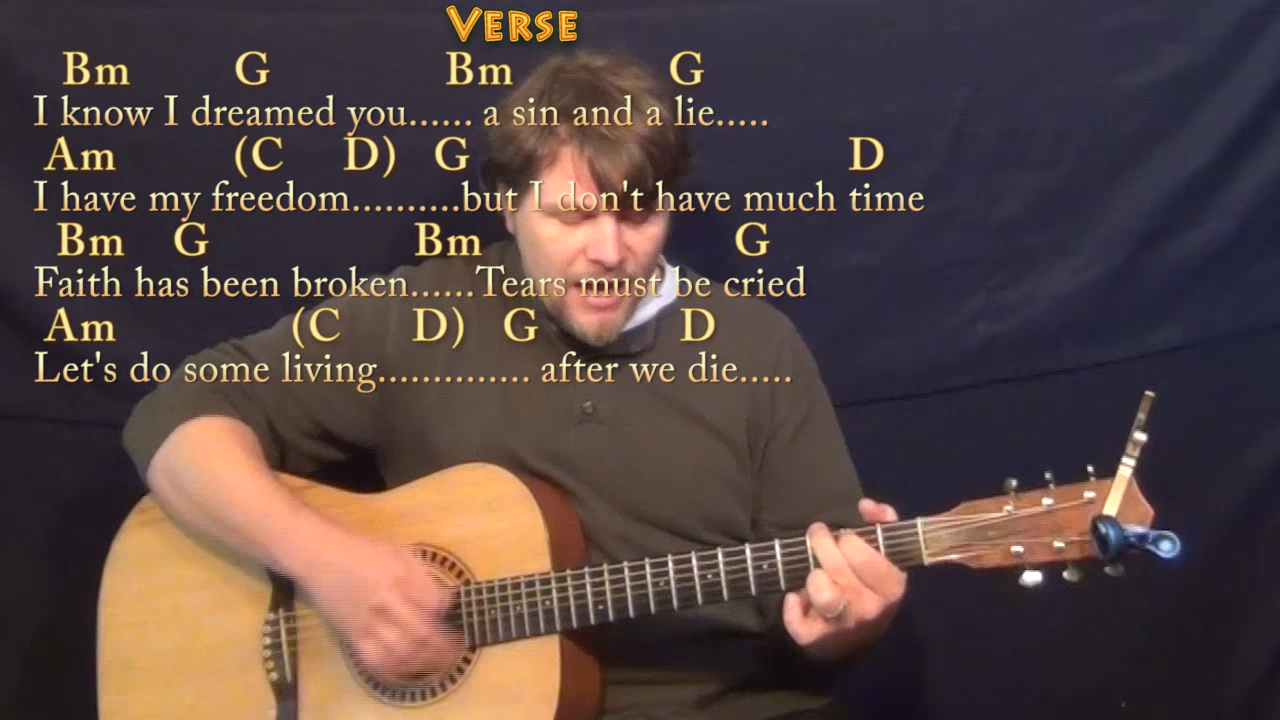 VERSE
Bm G Bm G
I know I dreamed you...... a sin and a lie.....
Am (C D) G D
I have my freedom..........but I don't have much time
Bm G Bm G
Faith has been broken......Tears must be cried
Am (C D) G D
Let's do some living.............. after we die.....